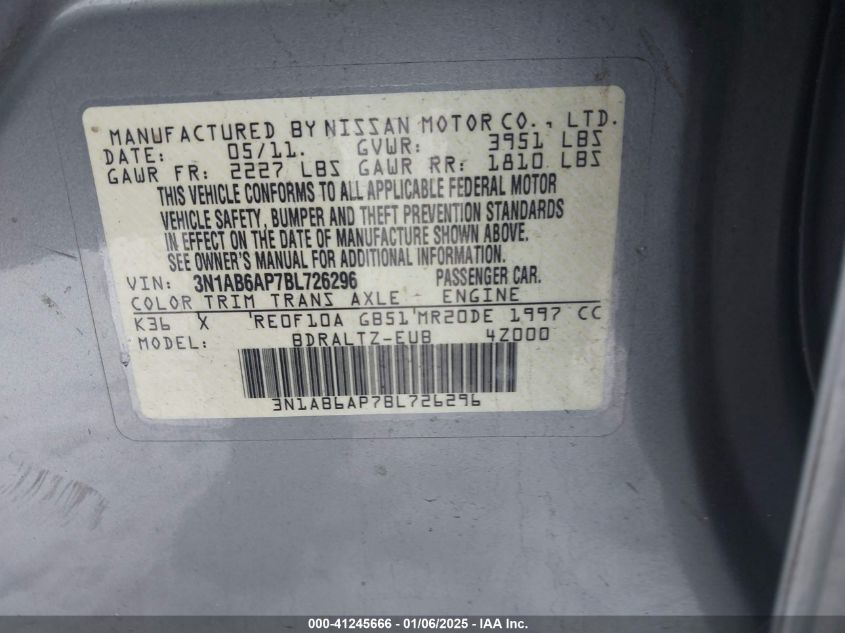 MANUFACTURED BY NISSAN MOTOR CO., LTD.
DATE: 05/11. GVWR: 3951 LBS
GAWR FR: 2227 LBS GAWR RR: 1810 LBS
THIS VEHICLE CONFORMS TO ALL APPLICABLE FEDERAL MOTOR
VEHICLE SAFETY, BUMPER AND THEFT PREVENTION STANDARDS
IN EFFECT ON THE DATE OF MANUFACTURE SHOWN ABOVE.
SEE OWNER'S MANUAL FOR ADDITIONAL INFORMATION
VIN: 3N1AB6AP7BL726296 PASSENGER CAR.
COLOR TRIM TRANS AXLE - ENGINE
K36 X 'RE0F10A GB51'MR20DE 1997 CC
MODEL: BDRALTZ-EUB 4Z000
3N1AB6AP7BL726296
000-41245666 - 01/06/2025 - IAA Inc.